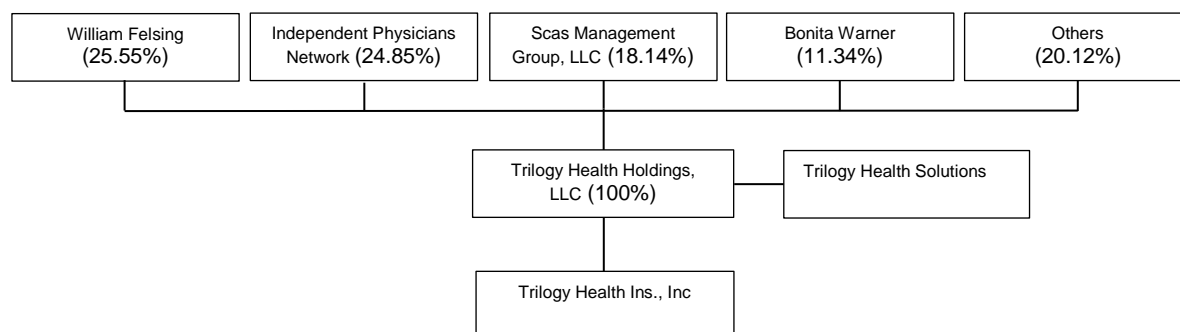 William Felsing
(25.55%)
Independent Physicians
Network (24.85%)
Scas Management
Group, LLC (18.14%)
Bonita Warner
(11.34%)
Others
(20.12%)
Trilogy Health Holdings,
LLC (100%)
Trilogy Health Solutions
Trilogy Health Ins., Inc